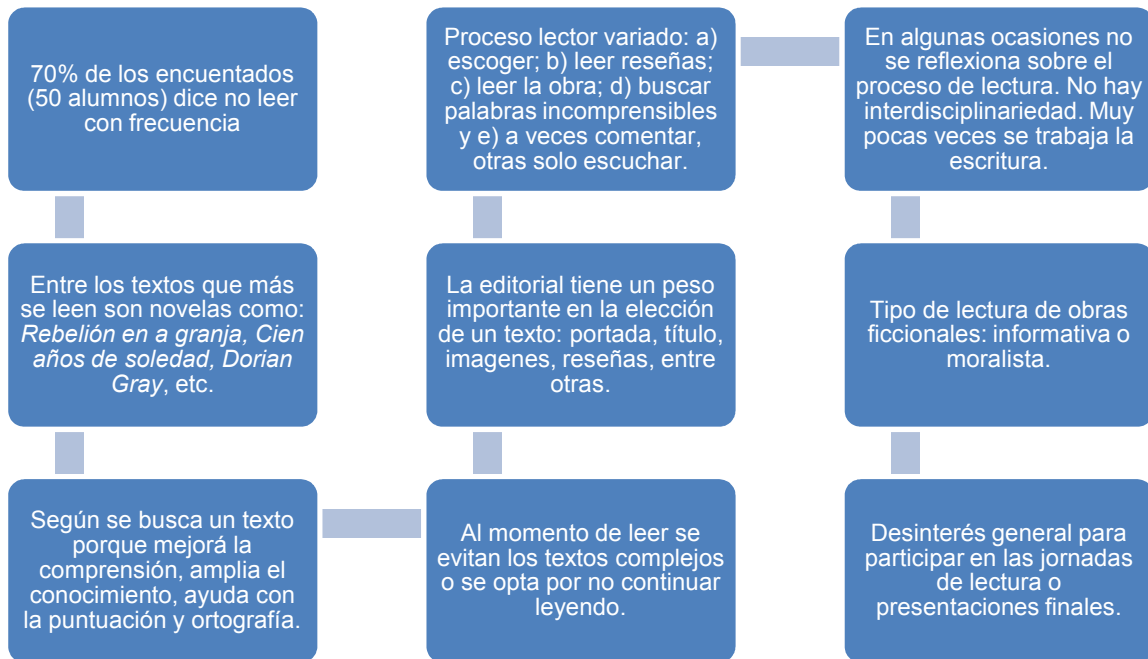 70% de los encuentados
(50 alumnos) dice no leer
con frecuencia
Entre los textos que más
se leen son novelas como:
Rebelión en a granja, Cien
años de soledad, Dorian
Gray, etc.
Según se busca un texto
porque mejorá la
comprensión, amplia el
conocimiento, ayuda con
la puntuación y ortografía.
Al momento de leer se
evitan los textos complejos
o se opta por no continuar
leyendo.
La editorial tiene un peso
importante en la elección
de un texto: portada, título,
imagenes, reseñas, entre
otras.
Proceso lector variado: a)
escoger; b) leer reseñas;
c) leer la obra; d) buscar
palabras incomprensibles
y e) a veces comentar,
otras solo escuchar.
En algunas ocasiones no
se reflexiona sobre el
proceso de lectura. No hay
interdisciplinariedad. Muy
pocas veces se trabaja la
escritura.
Tipo de lectura de obras
ficcionales: informativa o
moralista.
Desinterés general para
participar en las jornadas
de lectura o
presentaciones finales.